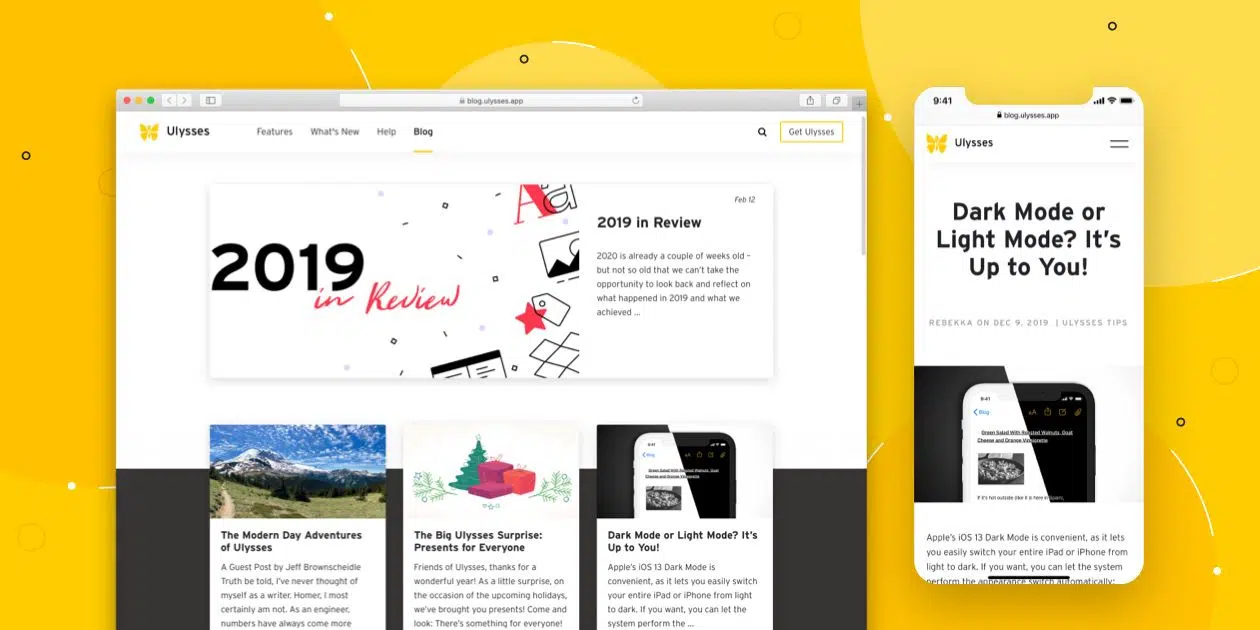 blog.ulysses.app
Ulysses
Features
What's New
Help
Blog
Get Ulysses
2019
in Review
Aa
Feb 12
2019 in Review
2020 is already a couple of weeks old –
but not so old that we can't take the
opportunity to look back and reflect on
what happened in 2019 and what we
achieved ...
9:41
Blog
AA
Green Salad With Roasted Walnuts, Goat
Cheese and Orange Vinaigrette
The Modern Day Adventures
of Ulysses
A Guest Post by Jeff Brownscheidle
Truth be told, I've never thought of
myself as a writer. Homer, I most
certainly am not. As an engineer,
numbers have always come more
The Big Ulysses Surprise:
Presents for Everyone
Friends of Ulysses, thanks for a
wonderful year! As a little surprise, on
the occasion of the upcoming holidays,
we've brought you presents! Come and
look: There's something for everyone!
Dark Mode or Light Mode? It's
Up to You!
Apple's iOS 13 Dark Mode is
convenient, as it lets you easily switch
your entire iPad or iPhone from light
to dark. If you want, you can let the
system perform the ...
9:41
blog.ulysses.app
Ulysses
Dark Mode or
Light Mode? It's
Up to You!
REBEKKA ON DEC 9, 2019 | ULYSSES TIPS
9:41
Blog
AA
Green Salad With Roasted Walnuts, Goat
Cheese and Orange Vinaigrette
If it's hot outside (like it is here in Spain),
Apple's iOS 13 Dark Mode is convenient, as it lets
you easily switch your entire iPad or iPhone from
light to dark. If you want, you can let the system
perform the appearance switch automatically: